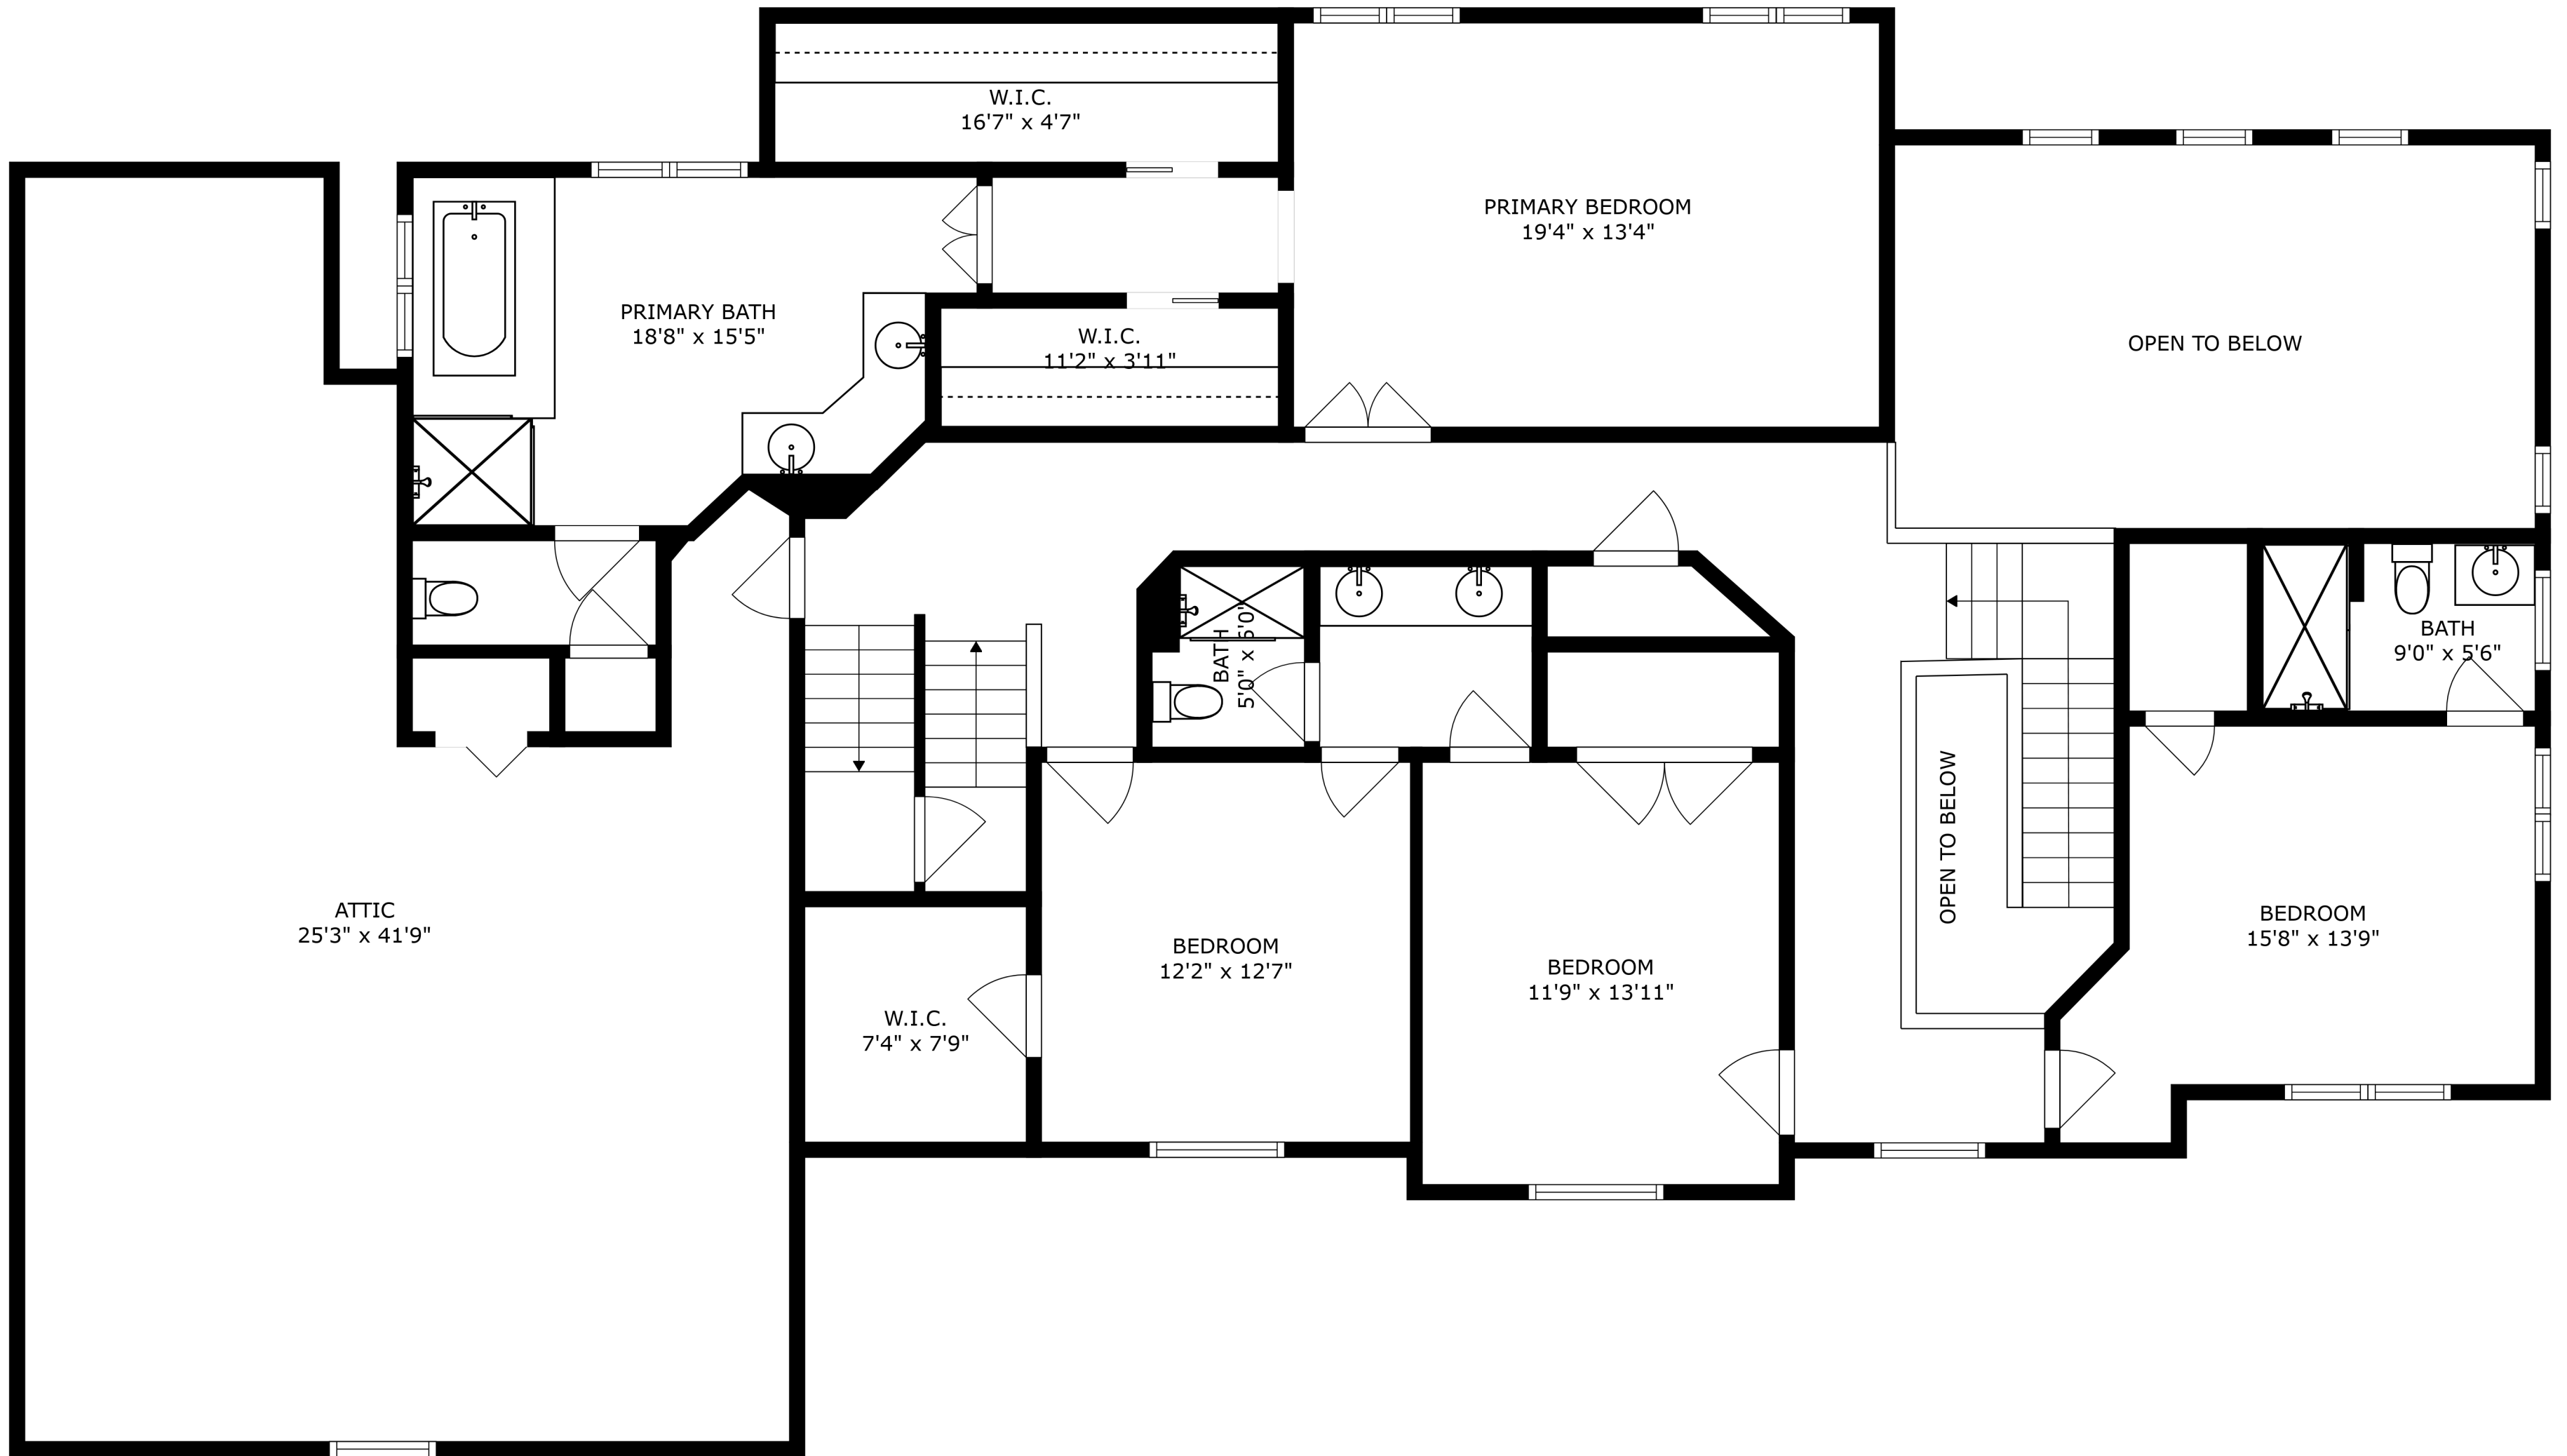 W.I.C.
16'7" x 4'7"
PRIMARY BEDROOM
19'4" x 13'4"
PRIMARY BATH
18'8" x 15'5"
W.I.C.
11'2" x 3'11"
OPEN TO BELOW
BATH
5'0" x 6'0"
BATH
9'0" x 5'6"
OPEN TO BELOW
ATTIC
25'3" x 41'9"
BEDROOM
12'2" x 12'7"
BEDROOM
11'9" x 13'11"
BEDROOM
15'8" x 13'9"
W.I.C.
7'4" x 7'9"